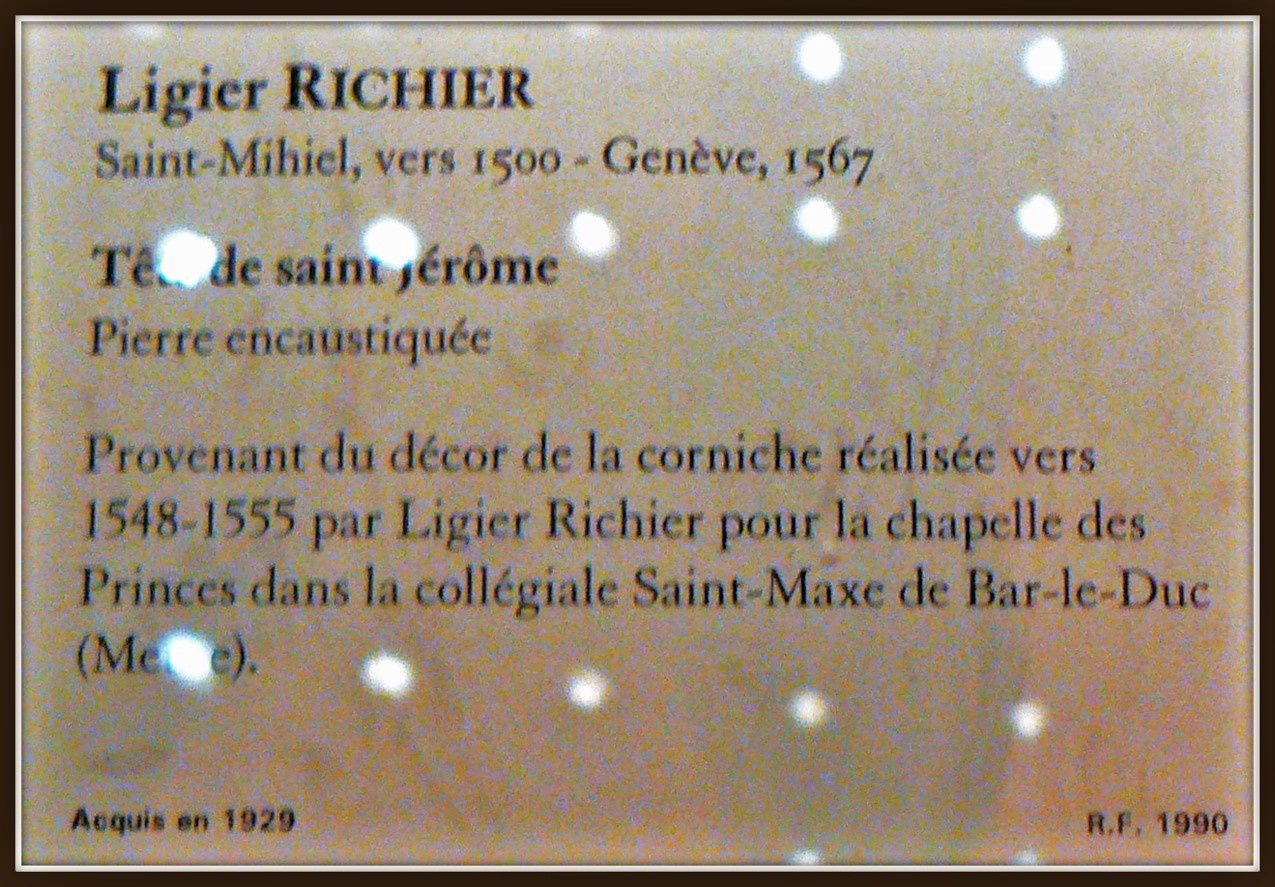 Ligier RICHIER
Saint-Mihiel, vers 1500 - Genève, 1567
de saint Jérôme
Pierre encaustiquée
Provenant du décor de la corniche réalisée vers
1548-1555 par Ligier Richier pour la chapelle des
Princes dans la collégiale Saint-Maxe de Bar-le-Duc
Acquis en 1929
R.F. 1990